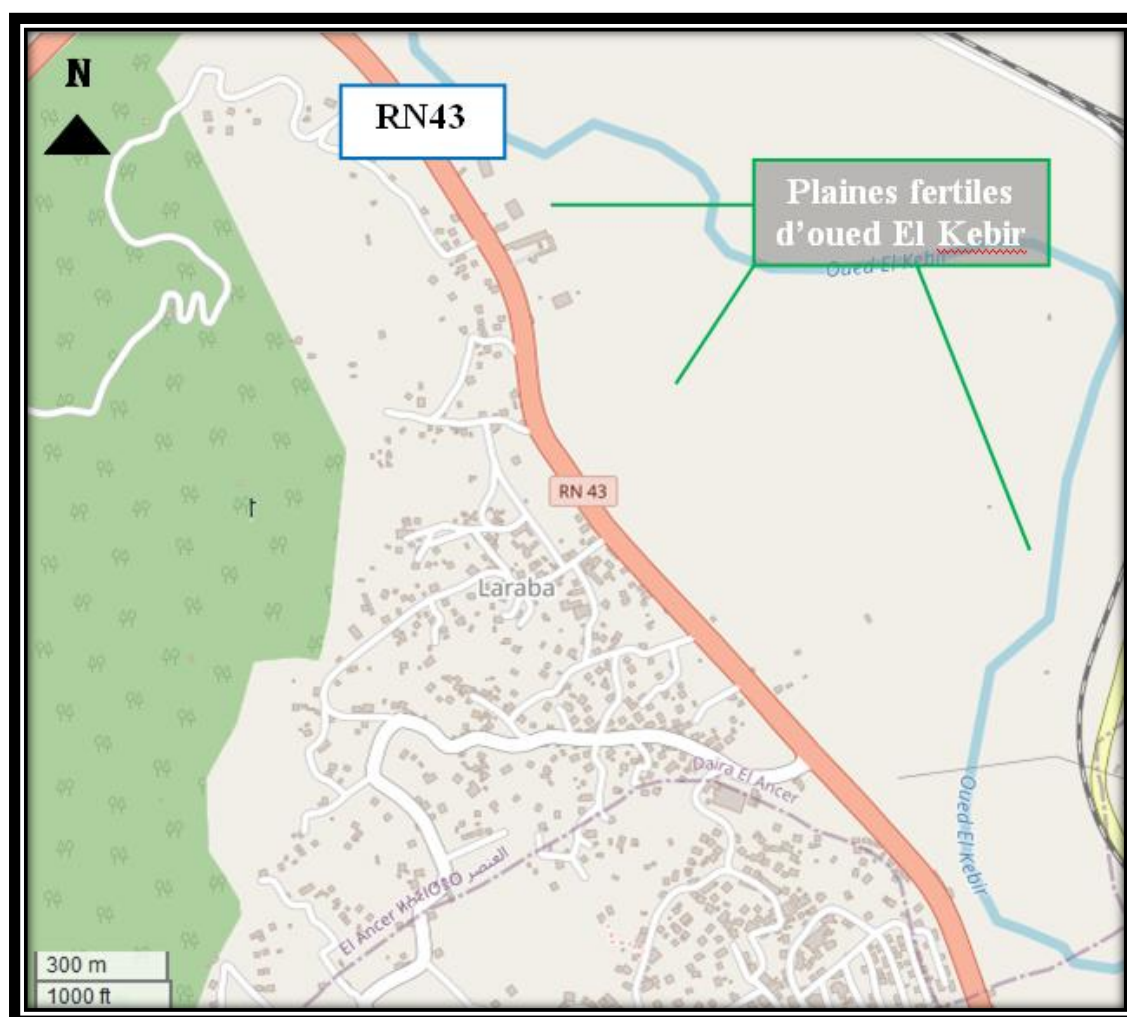 N
RN43
Plaines fertiles
d'oued El Kebir
Oued El Kebir
RN 43
Laraba
Daira El Ancer
Oued El Kebir
El Ancer العنصر
300 m
1000 ft